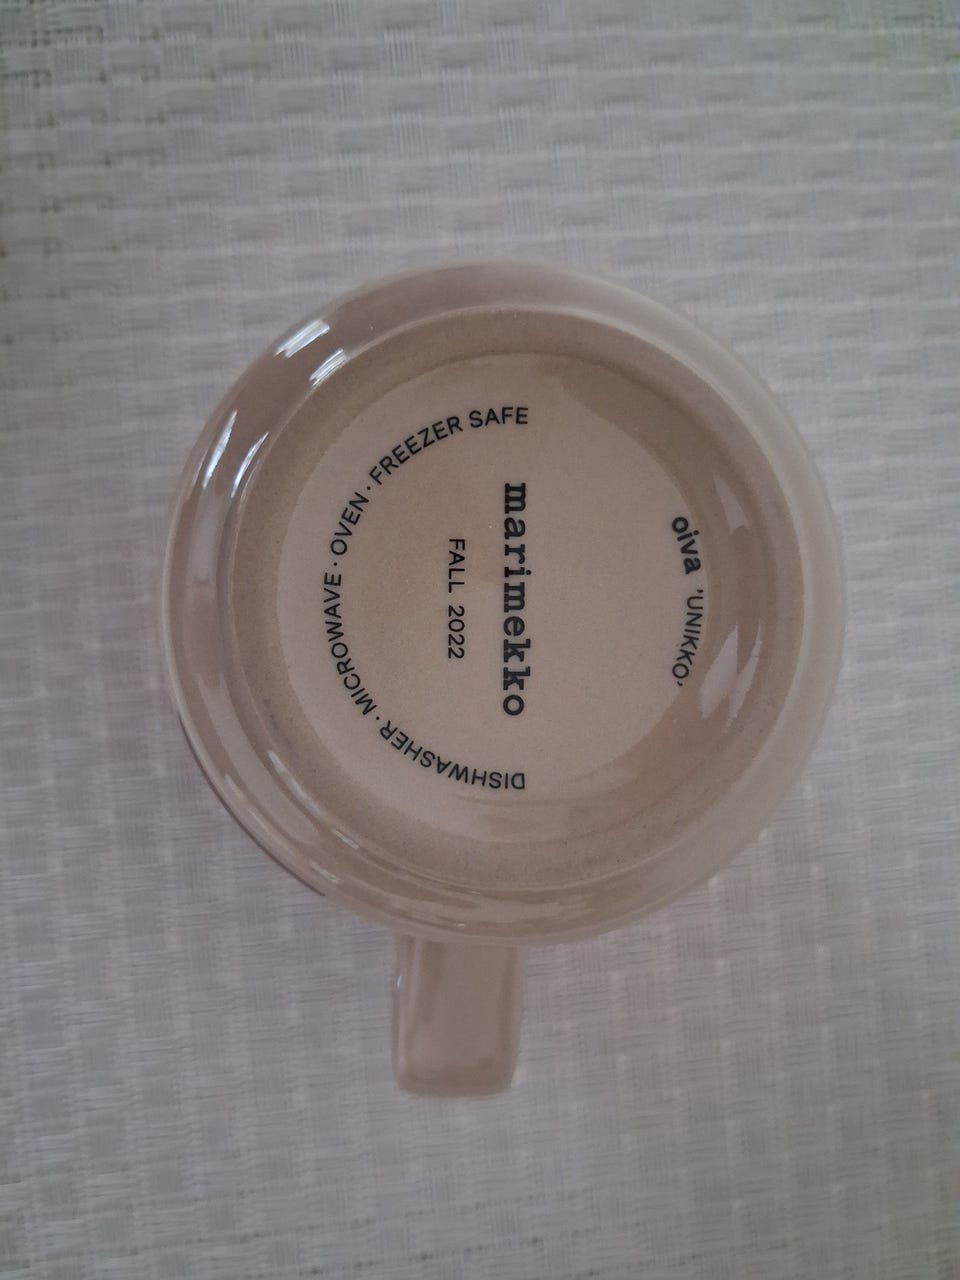 oiva 'UNIKKO'
marimekko
FALL 2022
DISHWASHER · MICROWAVE · OVEN · FREEZER SAFE